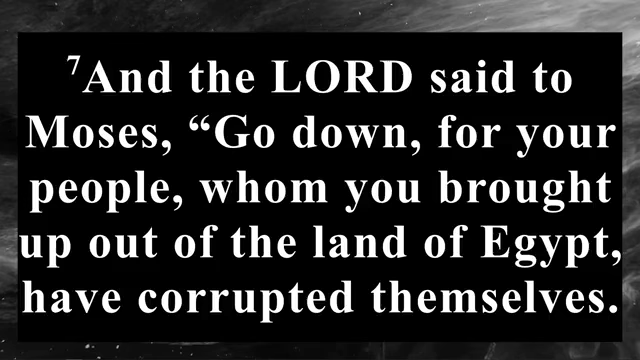 7And the LORD said to
Moses, “Go down, for your
people, whom you brought
up out of the land of Egypt,
have corrupted themselves.